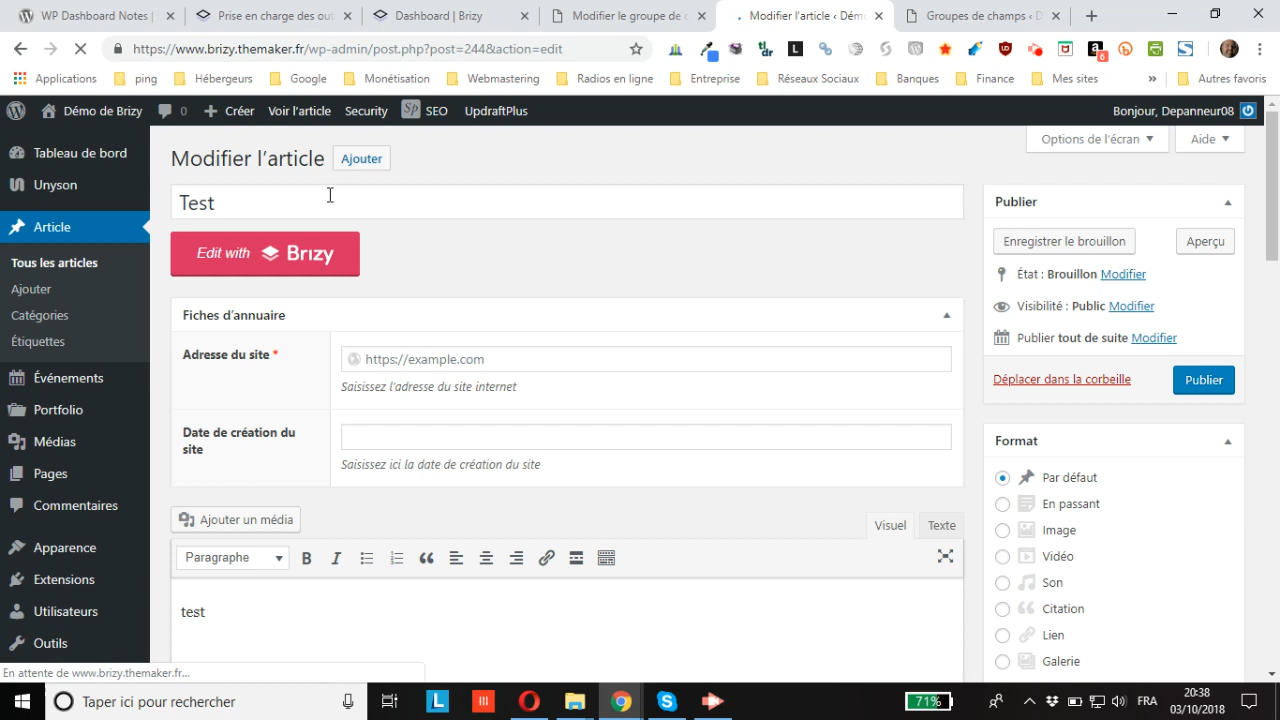 WP Dashboard Notes
Prise en charge des out
Dashboard | Brizy
Modifier le groupe de c
Modifier l'article ‹ Démo
Groupes de champs ‹ D
https://www.brizy.themaker.fr/wp-admin/post.php?post=244&action=edit
Applications
ping
Hébergeurs
Google
Monétisation
Webmastering
Radios en ligne
Entreprise
Réseaux Sociaux
Banques
Finance
Mes sites
»
Autres favoris
Démo de Brizy
0
Créer
Voir l'article
Security
SEO
UpdraftPlus
Bonjour, Depanneur08
Options de l'écran
Aide
Tableau de bord
Unyson
Article
Tous les articles
Ajouter
Catégories
Étiquettes
Événements
Portfolio
Médias
Pages
Commentaires
Apparence
Extensions
Utilisateurs
Outils
Modifier l'article
Ajouter
Test
Edit with Brizy
Fiches d'annuaire
Adresse du site *
https://example.com
Saisissez l'adresse du site internet
Date de création du
site
Saisissez ici la date de création du site
Ajouter un média
Visuel
Texte
Paragraphe
test
Publier
Enregistrer le brouillon
Aperçu
État : Brouillon Modifier
Visibilité : Public Modifier
Publier tout de suite Modifier
Déplacer dans la corbeille
Publier
Format
Par défaut
En passant
Image
Vidéo
Son
Citation
Lien
Galerie
En attente de www.brizy.themaker.fr...
Taper ici pour rechercher
71%
FRA
20:38
03/10/2018